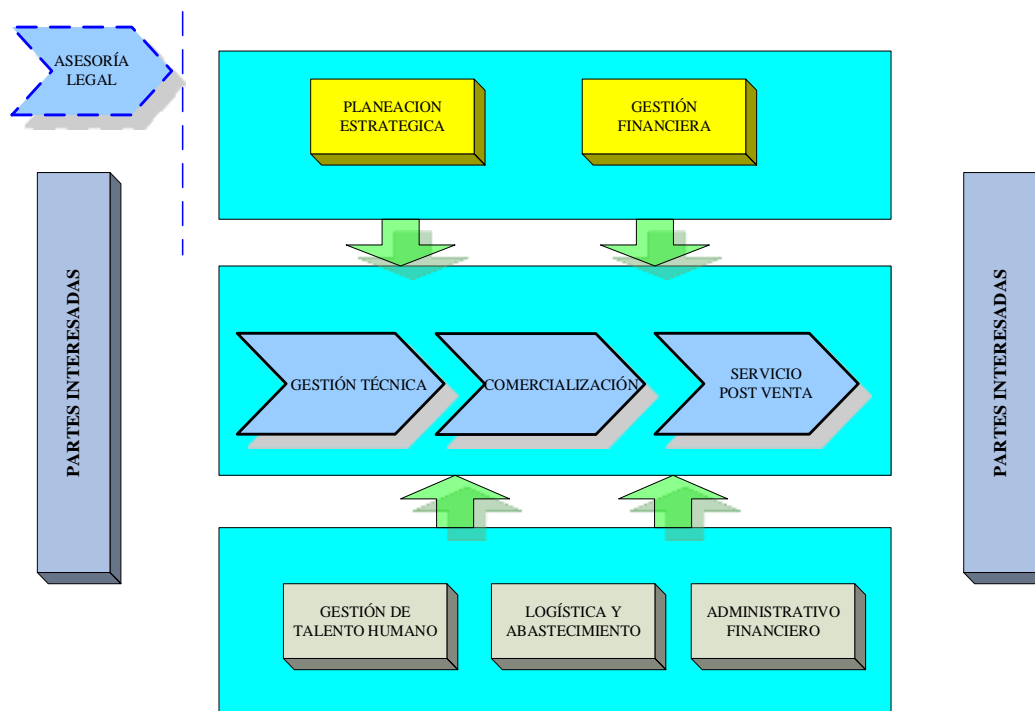 ASESORÍA
LEGAL
PLANEACION
ESTRATEGICA
GESTIÓN
FINANCIERA
PARTES INTERESADAS
GESTIÓN TÉCNICA
COMERCIALIZACIÓN
SERVICIO
POST VENTA
PARTES INTERESADAS
GESTIÓN DE
TALENTO HUMANO
LOGÍSTICA Y
ABASTECIMIENTO
ADMINISTRATIVO
FINANCIERO